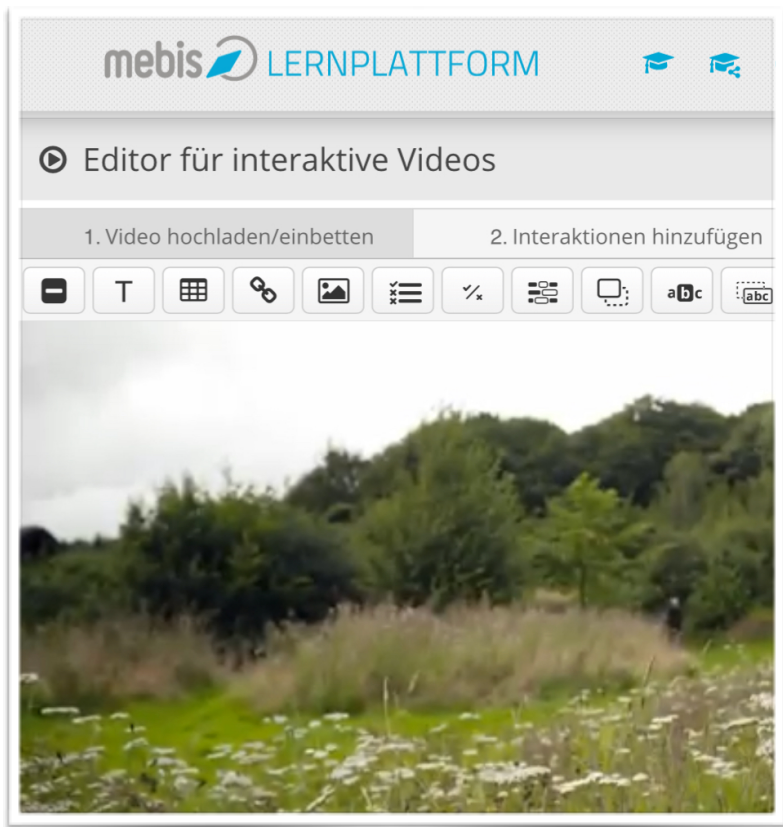 mebis LERNPLATTFORM
Editor für interaktive Videos
1. Video hochladen/einbetten 2. Interaktionen hinzufügen
T abc abc